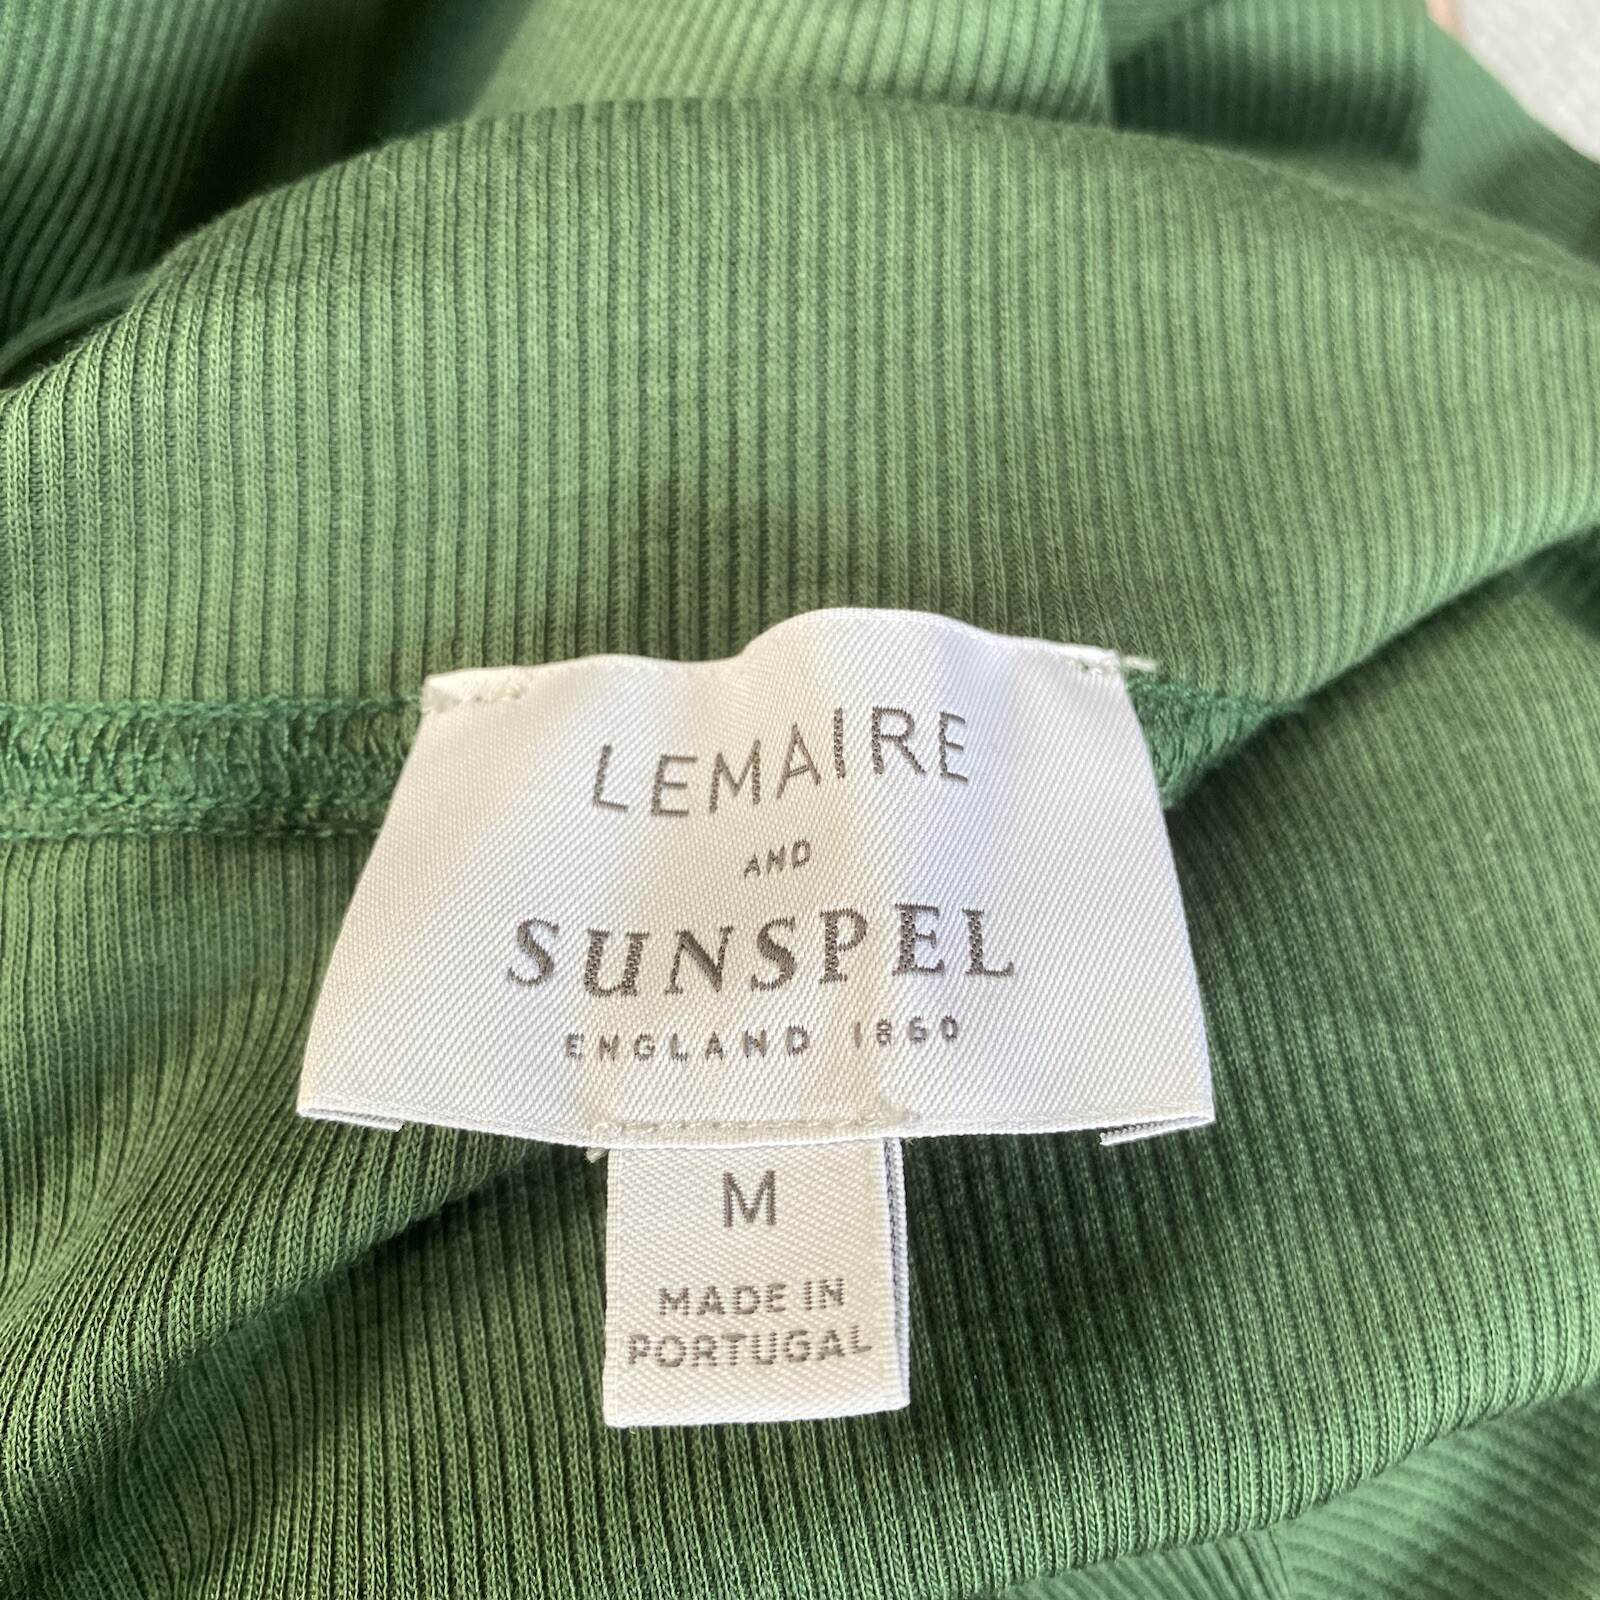 LEMAIRE
AND
SUNSPEL
ENGLAND 1860
M
MADE IN
PORTUGAL